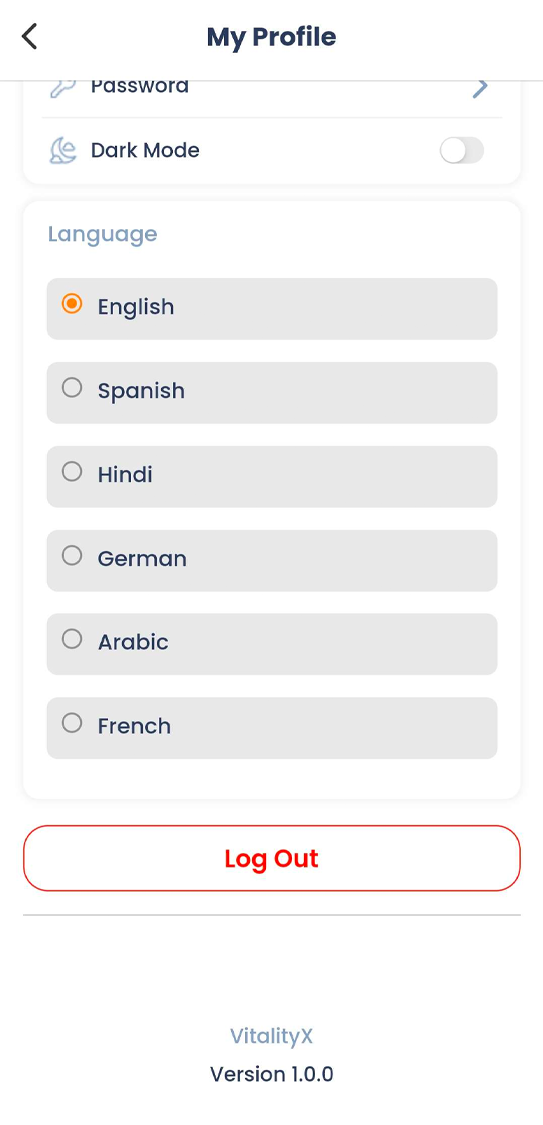 My Profile
Password
Dark Mode
Language
English
Spanish
Hindi
German
Arabic
French
Log Out
VitalityX
Version 1.0.0